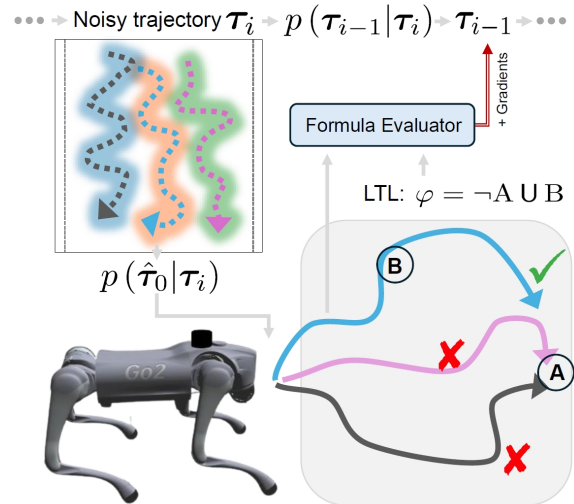 Noisy trajectory τᵢ p(τᵢ₋₁|τᵢ) τᵢ₋₁
+ Gradients
Formula Evaluator
LTL: φ = ¬A U B
p(τ̂₀|τᵢ)
B
Go2
A